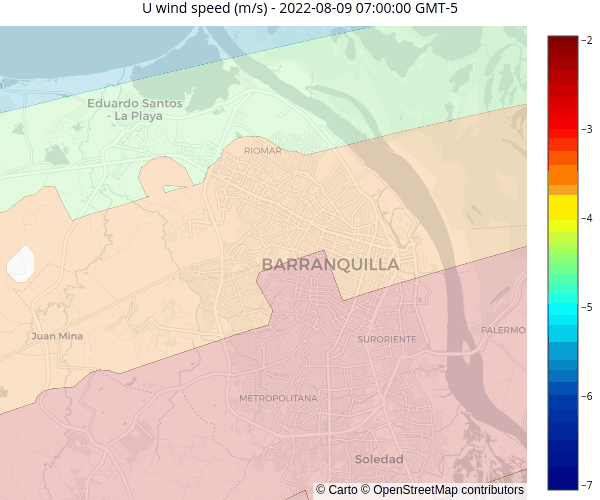 U wind speed (m/s) - 2022-08-09 07:00:00 GMT-5
Eduardo Santos
- La Playa
RIOMAR
BARRANQUILLA
Juan Mina
SURORIENTE
PALERMO
METROPOLITANA
Soledad
© Carto © OpenStreetMap contributors
−2
−3
−4
−5
−6
−7